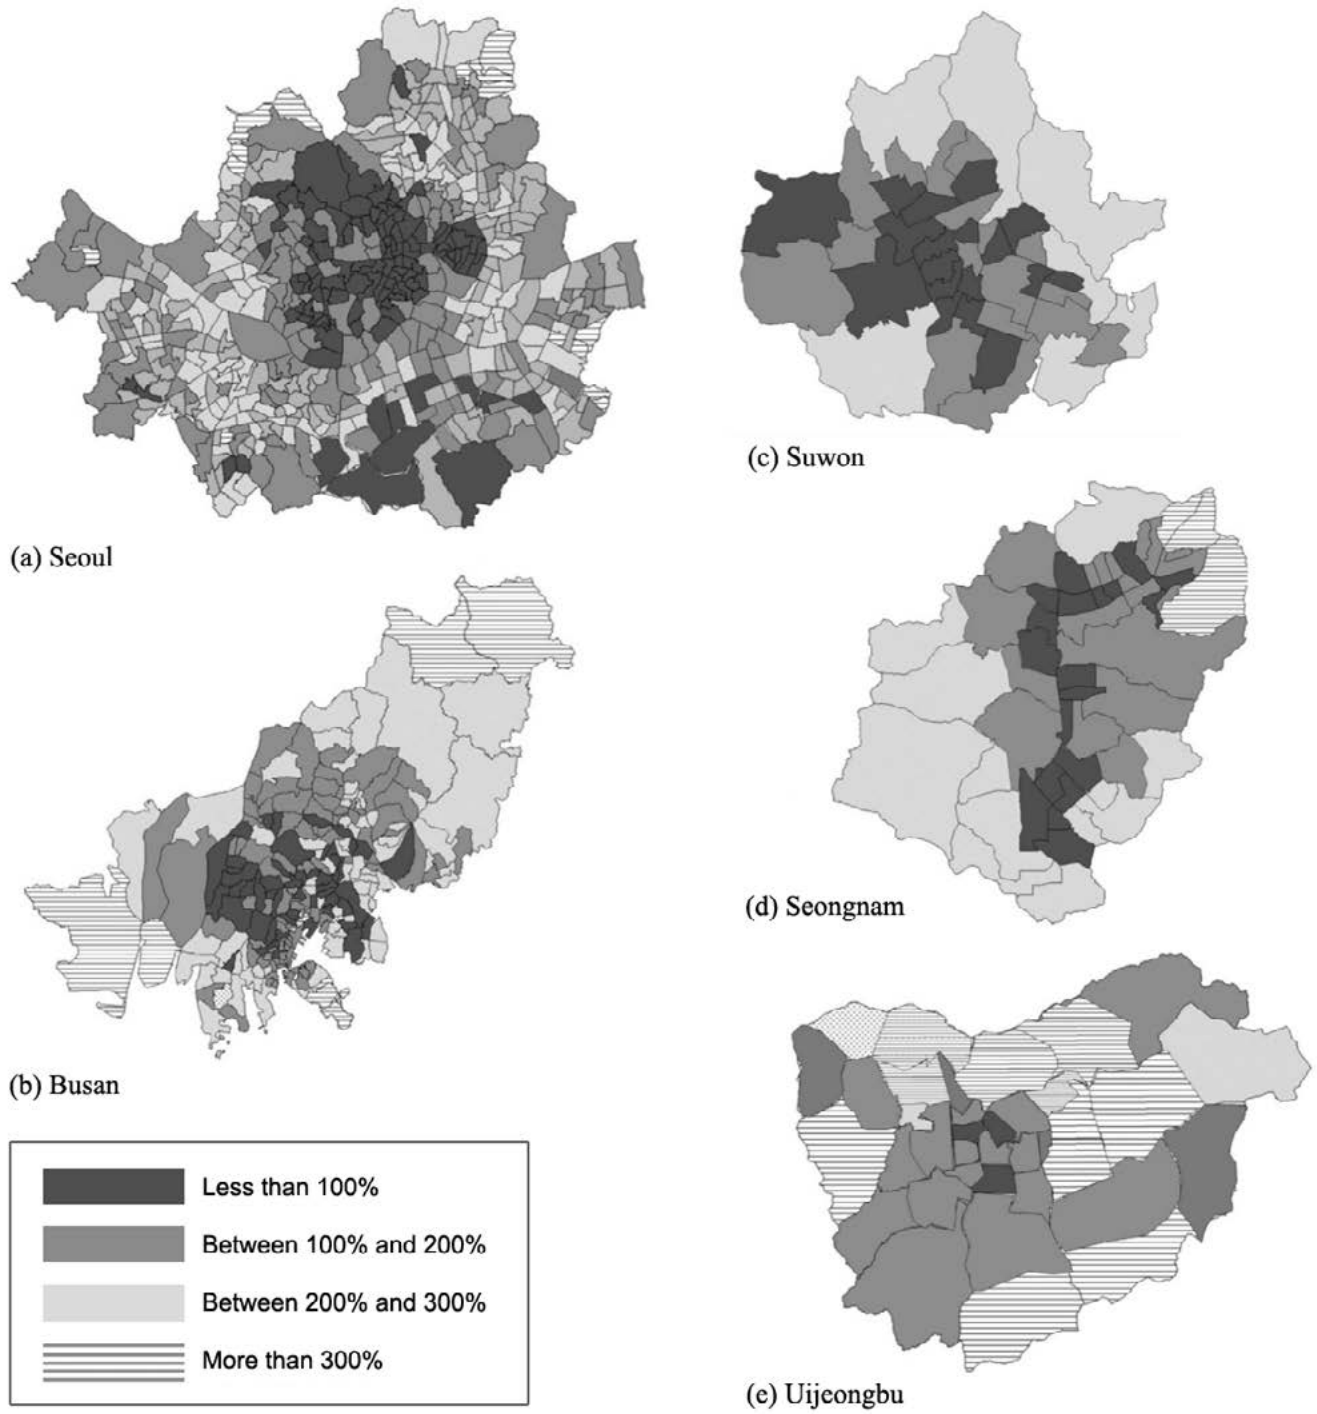 (a) Seoul
(b) Busan
Less than 100%
Between 100% and 200%
Between 200% and 300%
More than 300%
(c) Suwon
(d) Seongnam
(e) Uijeongbu